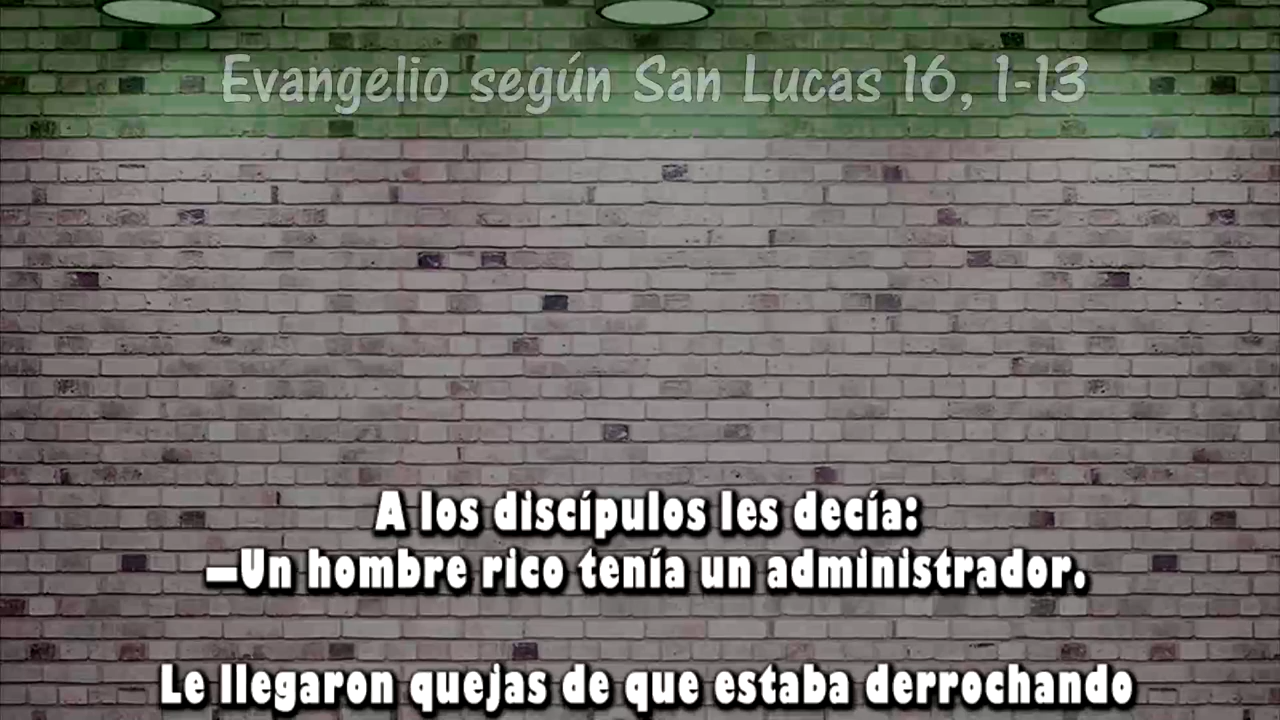 Evangelio según San Lucas 16, 1-13
A los discípulos les decía:
—Un hombre rico tenía un administrador.
Le llegaron quejas de que estaba derrochando